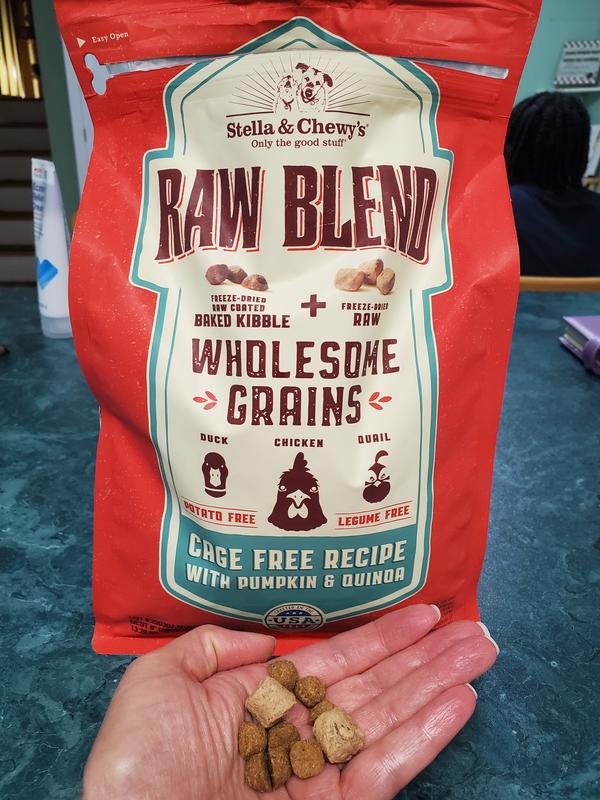 Easy Open
Stella & Chewy's®
Only the good stuff®
RAW BLEND
FREEZE-DRIED
RAW COATED
BAKED KIBBLE
+
FREEZE-DRIED
RAW
WHOLESOME
GRAINS
DUCK
CHICKEN
QUAIL
POTATO FREE
LEGUME FREE
CAGE FREE RECIPE
WITH PUMPKIN & QUINOA
USA